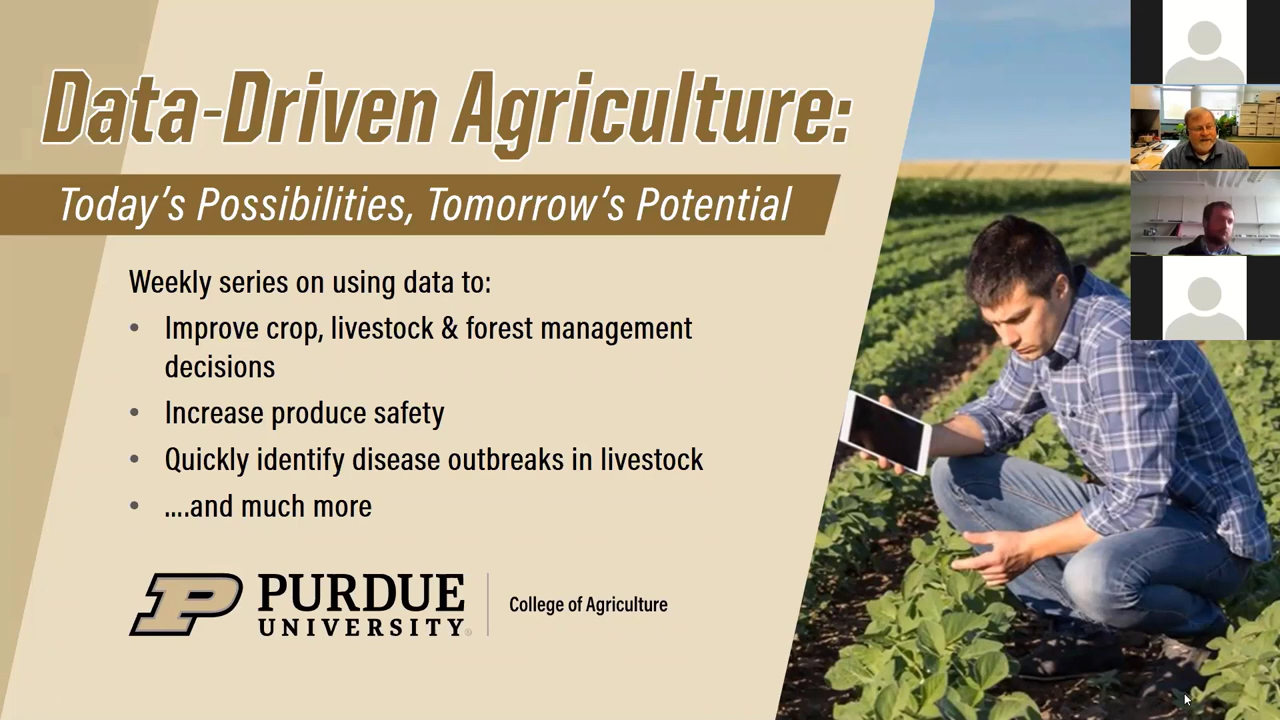 Data-Driven Agriculture:
Today's Possibilities, Tomorrow's Potential
Weekly series on using data to:
• Improve crop, livestock & forest management
decisions
• Increase produce safety
• Quickly identify disease outbreaks in livestock
• ....and much more
P PURDUE
UNIVERSITY®
College of Agriculture